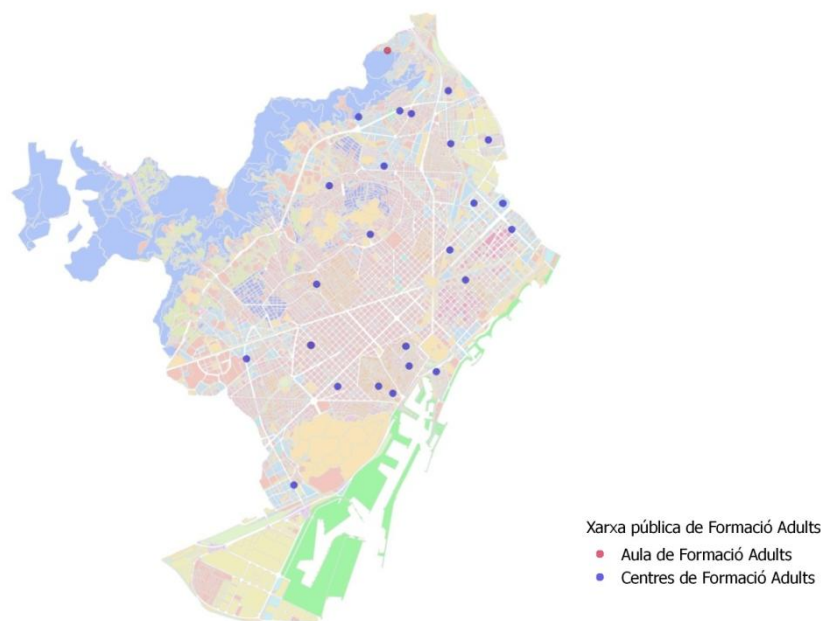 Xarxa pública de Formació Adults
Aula de Formació Adults
Centres de Formació Adults